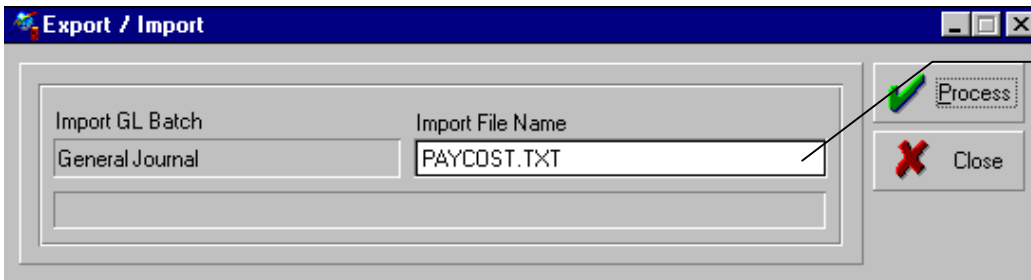 Export / Import
Import GL Batch
Import File Name
General Journal
PAYCOST.TXT
Process
Close